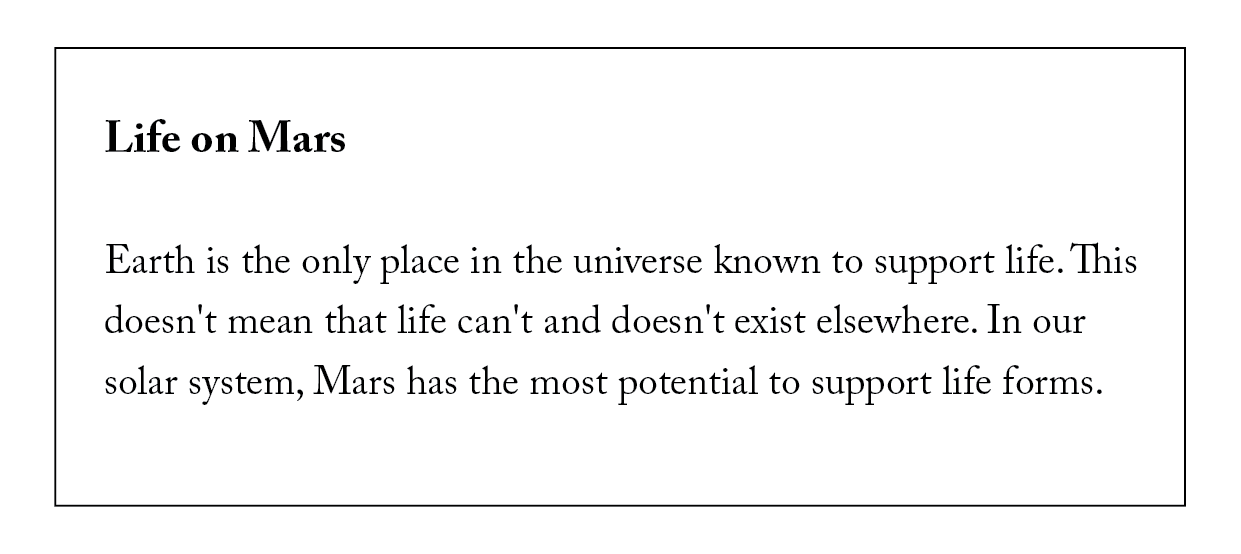 Life on Mars
Earth is the only place in the universe known to support life. This
doesn't mean that life can't and doesn't exist elsewhere. In our
solar system, Mars has the most potential to support life forms.